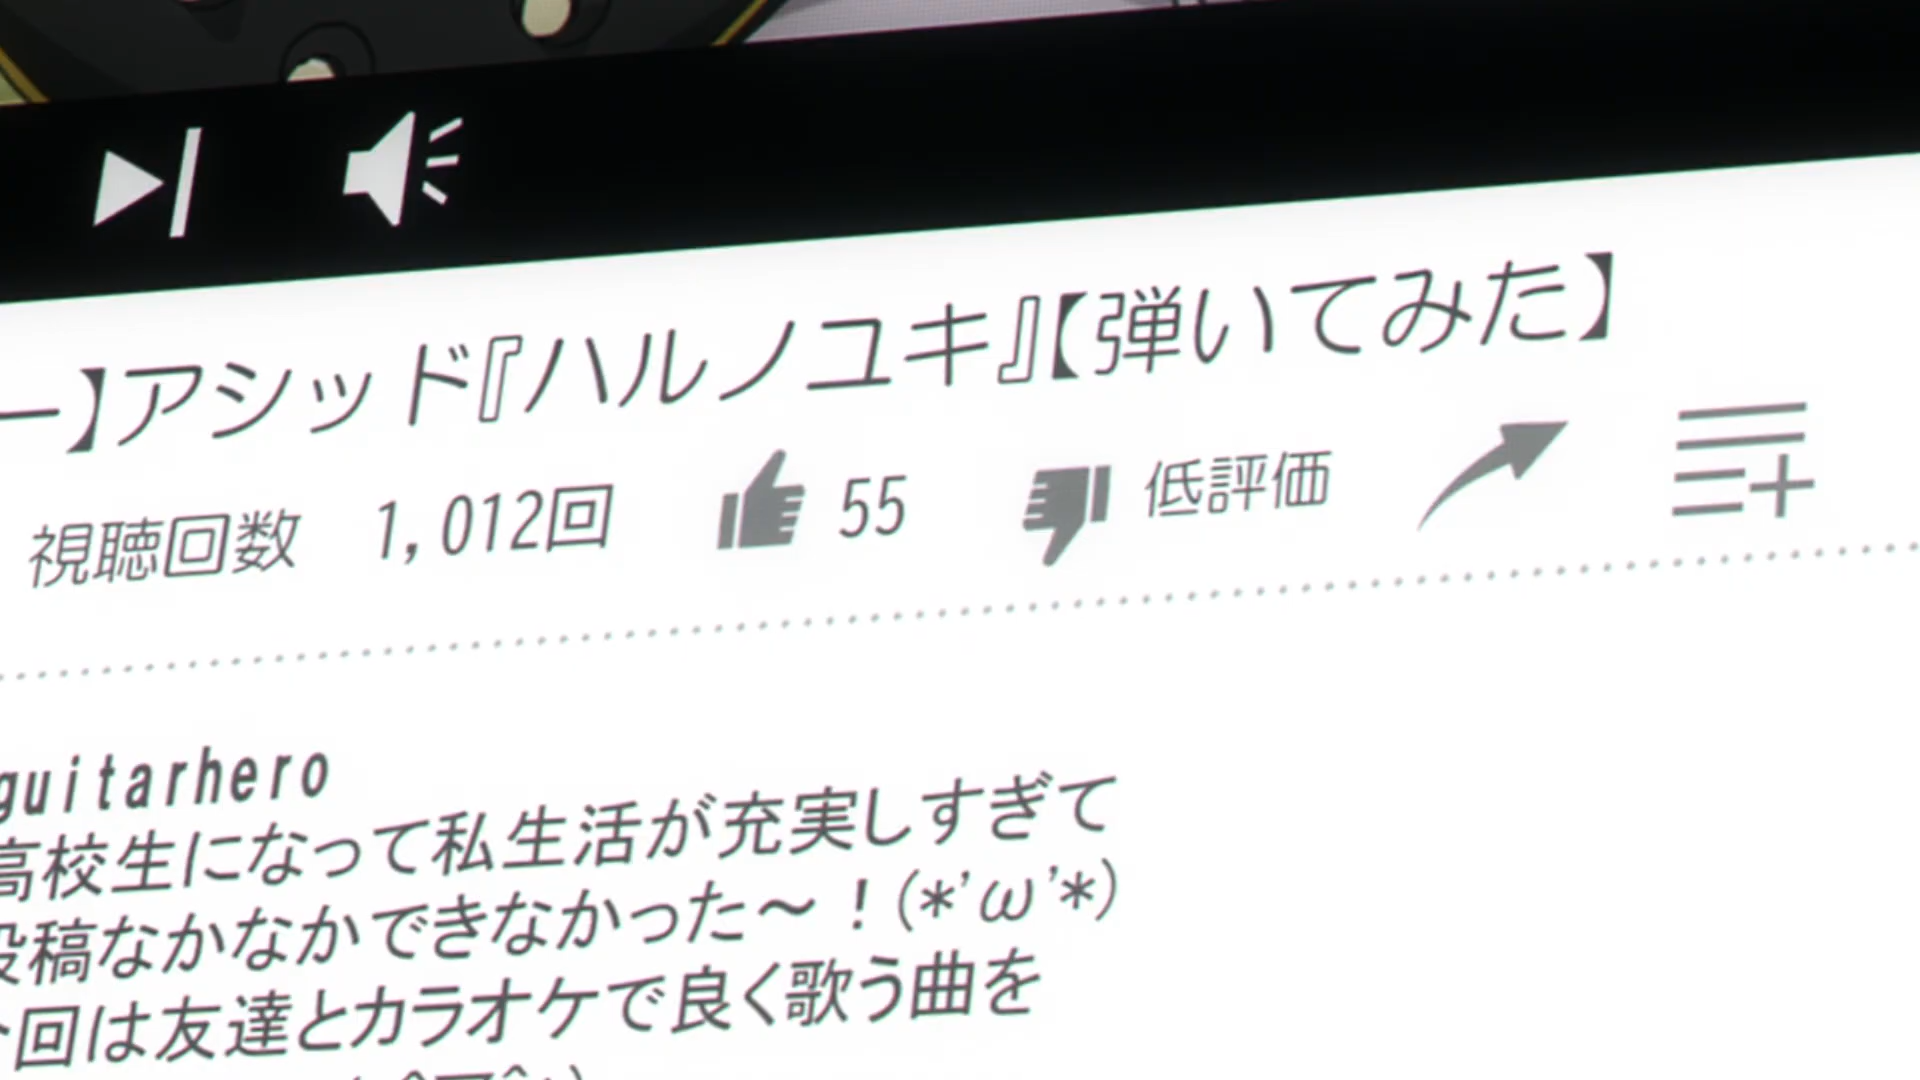 ー】アシッド『ハルノユキ』【弾いてみた】
視聴回数 1,012回 55 低評価
guitarhero
高校生になって私生活が充実しすぎて
投稿なかなかできなかった～！(*'ω'*)
今回は友達とカラオケで良く歌う曲を